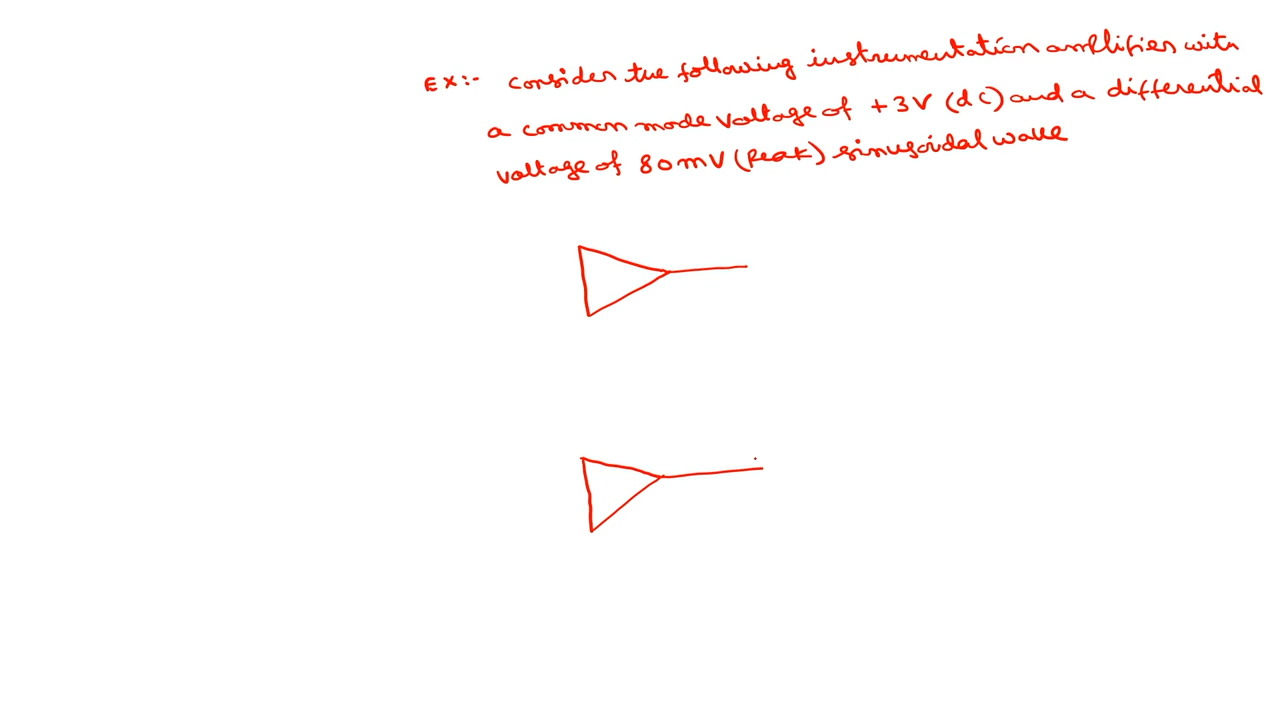 Ex:- consider the following instrumentation amplifier with
a common mode voltage of +3V (dc) and a differential
voltage of 80mV (Peak) sinusoidal wave